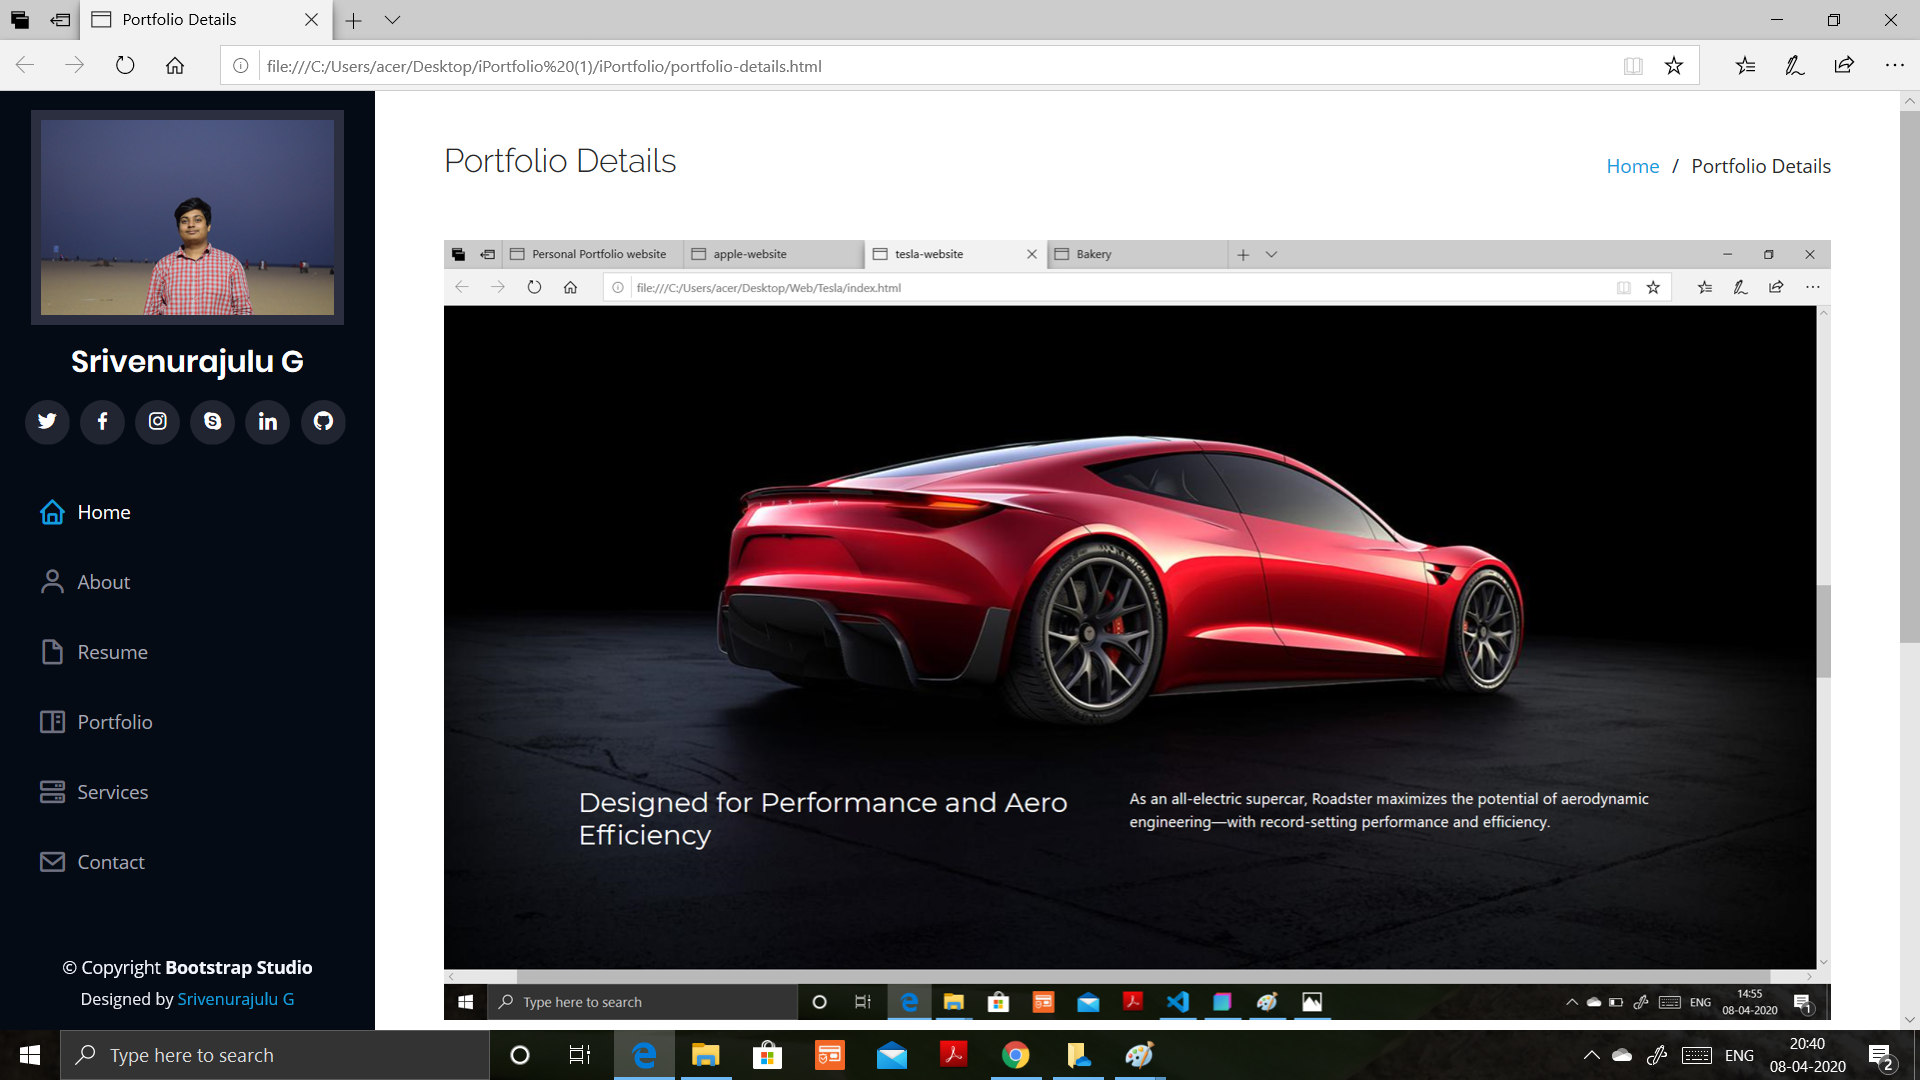 Portfolio Details
file:///C:/Users/acer/Desktop/iPortfolio%20(1)/iPortfolio/portfolio-details.html
Srivenurajulu G
Home
About
Resume
Portfolio
Services
Contact
© Copyright Bootstrap Studio
Designed by Srivenurajulu G
Portfolio Details
Home / Portfolio Details
Personal Portfolio website
apple-website
tesla-website
Bakery
file:///C:/Users/acer/Desktop/Web/Tesla/index.html
Designed for Performance and Aero
Efficiency
As an all-electric supercar, Roadster maximizes the potential of aerodynamic
engineering—with record-setting performance and efficiency.
Type here to search
ENG
14:55
08-04-2020
1
Type here to search
ENG
20:40
08-04-2020
2